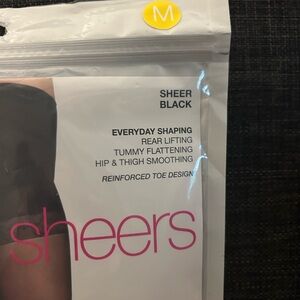 M
SHEER
BLACK
EVERYDAY SHAPING
REAR LIFTING
TUMMY FLATTENING
HIP & THIGH SMOOTHING
REINFORCED TOE DESIGN
sheers